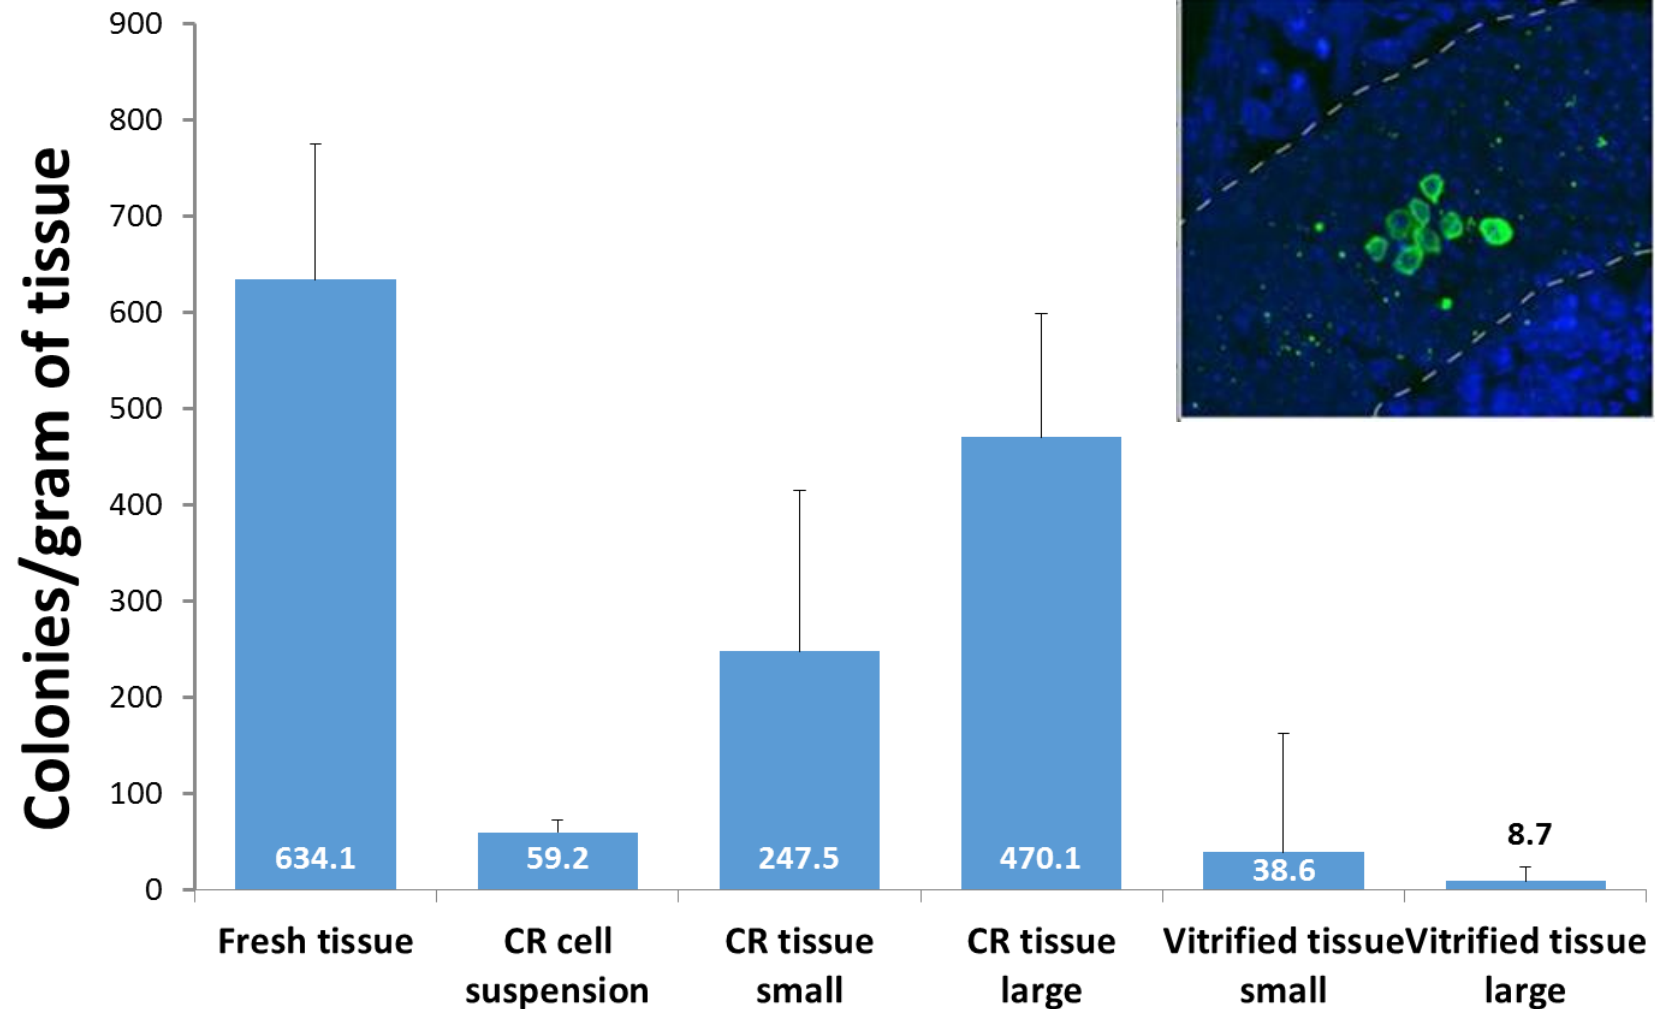 Colonies/gram of tissue
900
800
700
600
500
400
300
200
100
0
634.1
59.2
247.5
470.1
38.6
8.7
Fresh tissue
CR cell
suspension
CR tissue
small
CR tissue
large
Vitrified tissue
small
Vitrified tissue
large